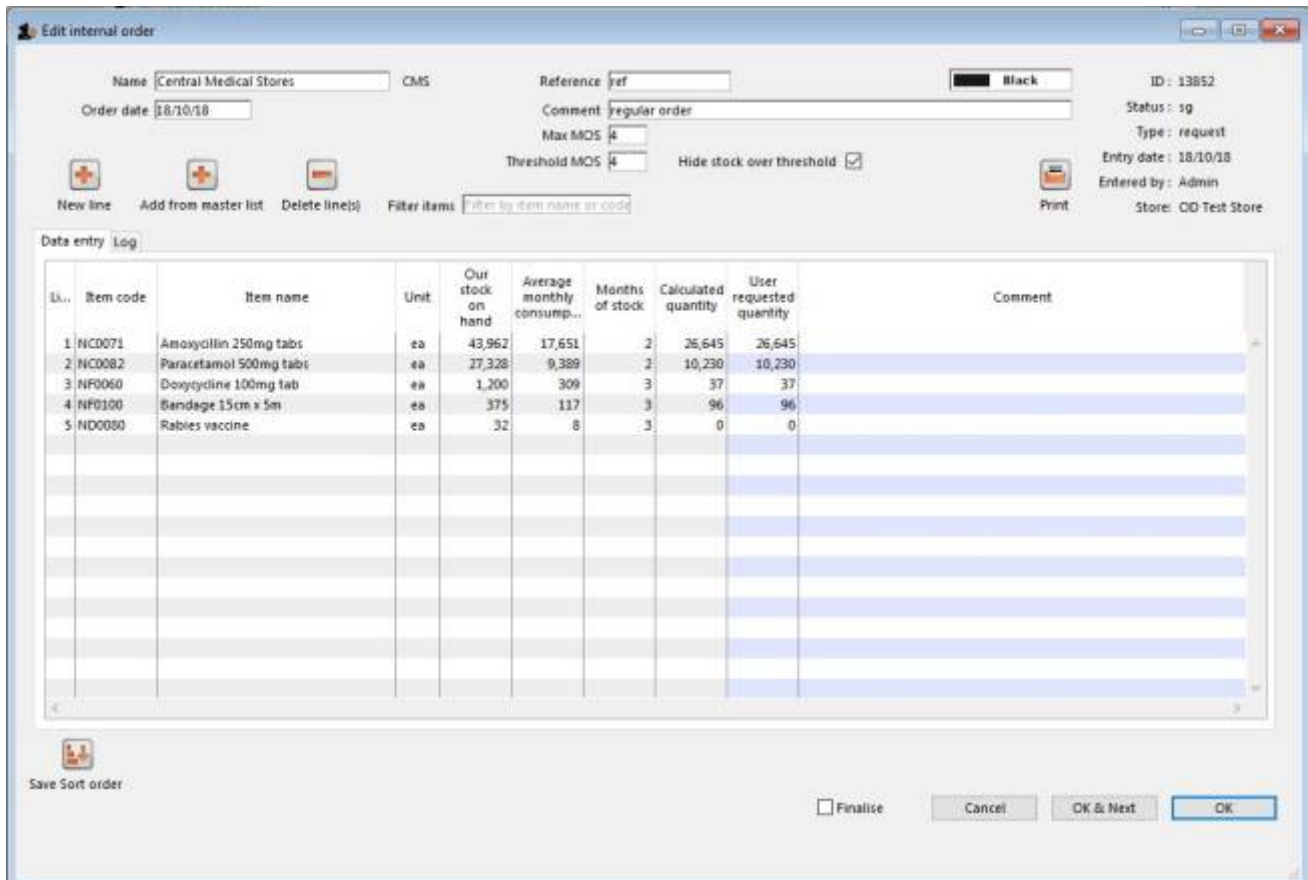 Edit internal order
Name Central Medical Stores CMS Reference ref Black ID : 13852
Order date 18/10/18 Comment regular order Status : sg
Max MOS 4 Type : request
Threshold MOS 4 Hide stock over threshold Entry date : 18/10/18
Entered by : Admin
New line Add from master list Delete line(s) Filter items Filter by item name or code Print Store: OD Test Store
Data entry Log
Li... Item code Item name Unit Our stock on hand Average monthly consump... Months of stock Calculated quantity User requested quantity Comment
1 NC0071 Amoxycillin 250mg tabs ea 43,962 17,651 2 26,645 26,645
2 NC0082 Paracetamol 500mg tabs ea 27,328 9,389 2 10,230 10,230
3 NF0060 Doxycycline 100mg tab ea 1,200 309 3 37 37
4 NF0100 Bandage 15cm x 5m ea 375 117 3 96 96
5 ND0080 Rabies vaccine ea 32 8 3 0 0
Save Sort order
Finalise Cancel OK & Next OK